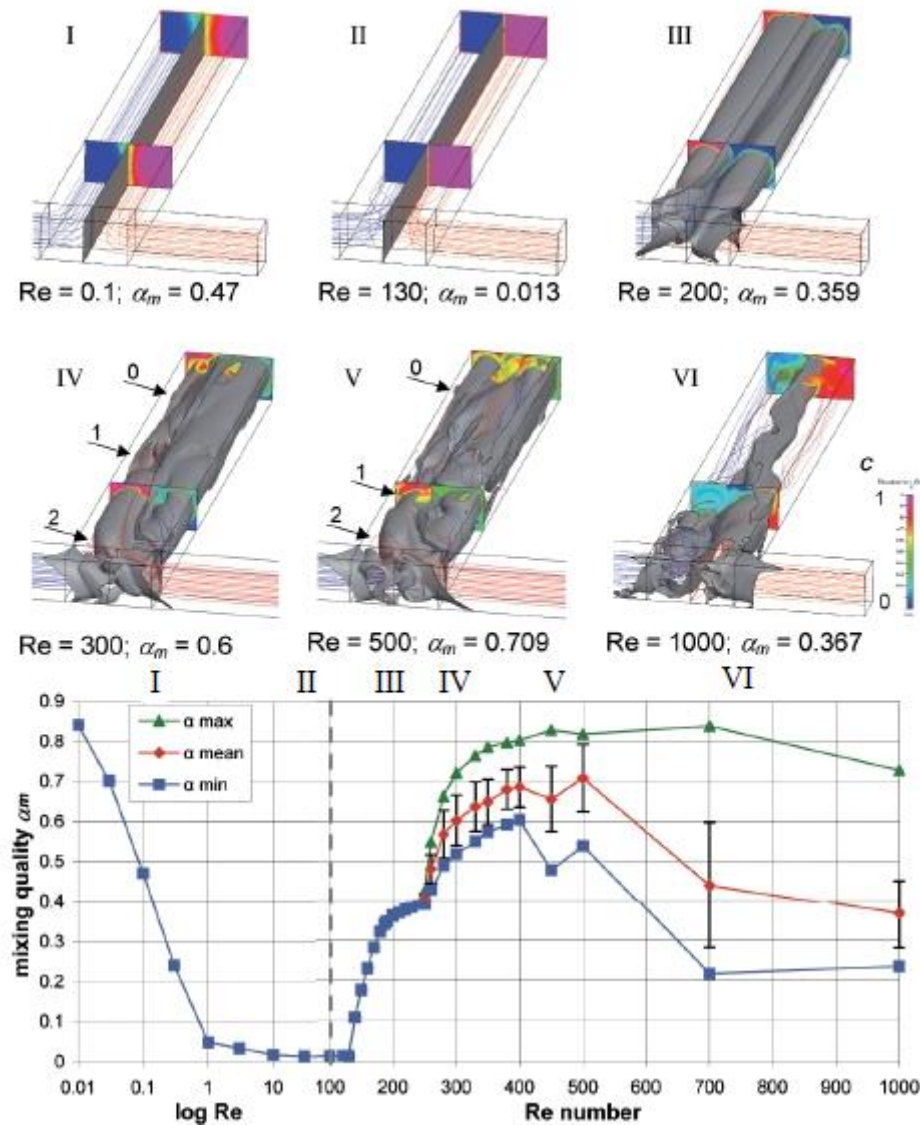 I II III
Re = 0.1; αm = 0.47 Re = 130; αm = 0.013 Re = 200; αm = 0.359
IV V VI
0 0
1 1
2 2
c
1
0
Re = 300; αm = 0.6 Re = 500; αm = 0.709 Re = 1000; αm = 0.367
I II III IV V VI
mixing quality αm
0.9
0.8
0.7
0.6
0.5
0.4
0.3
0.2
0.1
0
α max
α mean
α min
0.01 0.1 1 10 100 200 300 400 500 600 700 800 900 1000
log Re Re number